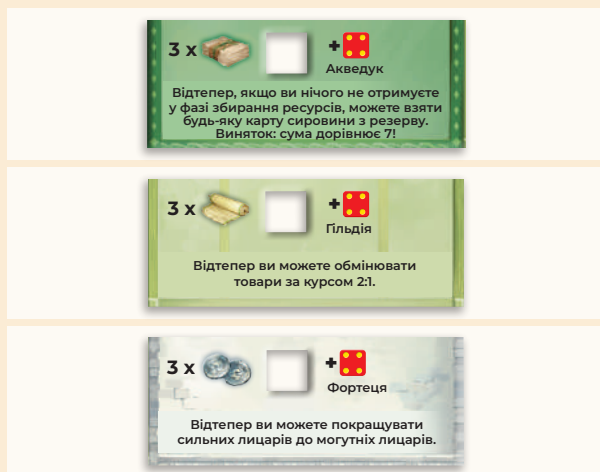 3 x +
Акведук
Відтепер, якщо ви нічого не отримуєте
у фазі збирання ресурсів, можете взяти
будь-яку карту сировини з резерву.
Виняток: сума дорівнює 7!
3 x +
Гільдія
Відтепер ви можете обмінювати
товари за курсом 2:1.
3 x +
Фортеця
Відтепер ви можете покращувати
сильних лицарів до могутніх лицарів.